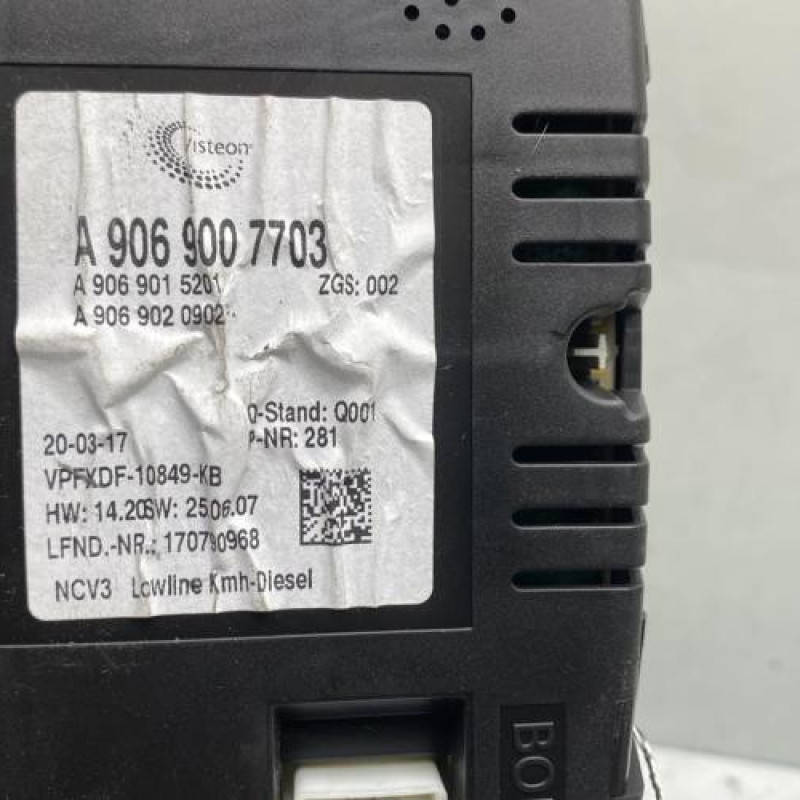 Visteon
A 906 900 7703
A 906 901 5201 ZGS: 002
A 906 902 0902
-Stand: Q001
20-03-17 P-NR: 281
VPFXDF-10849-KB
HW: 14.20 SW: 2506.07
LFND.-NR.: 170790968
NCV3 Lowline Kmh-Diesel